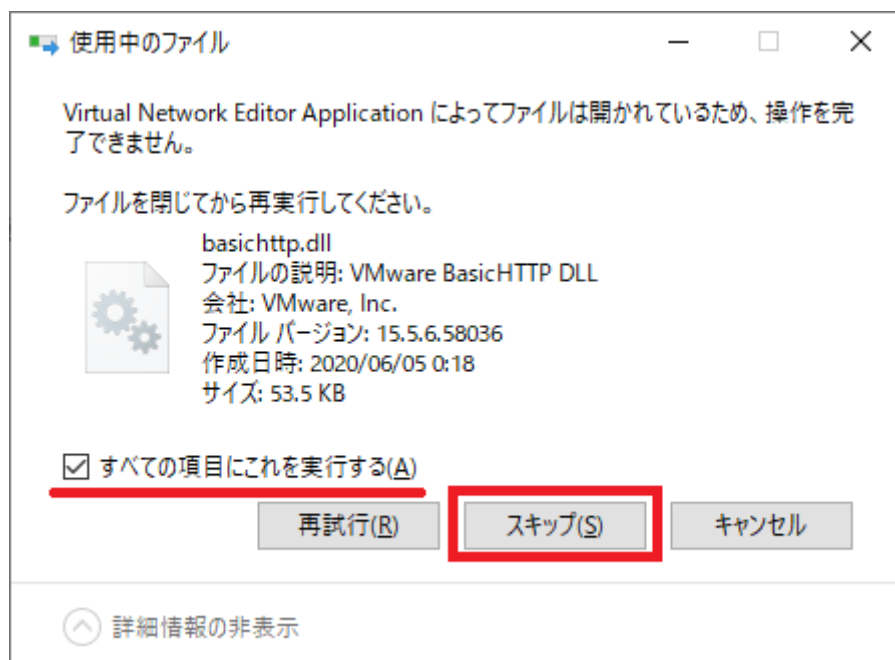 使用中のファイル
Virtual Network Editor Application によってファイルは開かれているため、操作を完
了できません。
ファイルを閉じてから再実行してください。
basichttp.dll
ファイルの説明: VMware BasicHTTP DLL
会社: VMware, Inc.
ファイル バージョン: 15.5.6.58036
作成日時: 2020/06/05 0:18
サイズ: 53.5 KB
すべての項目にこれを実行する(A)
再試行(R) スキップ(S) キャンセル
詳細情報の非表示